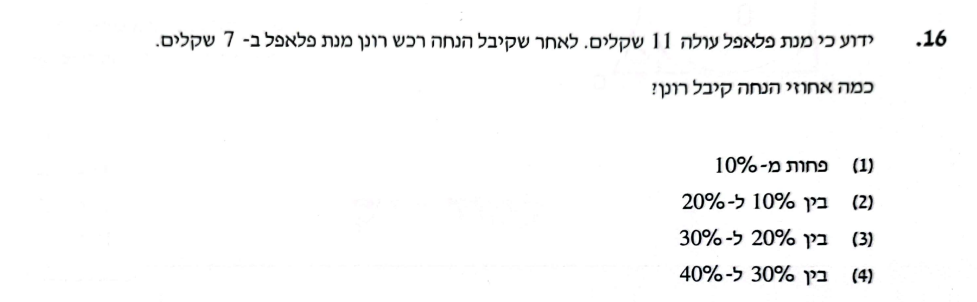 16. ידוע כי מנת פלאפל עולה 11 שקלים. לאחר שקיבל הנחה רכש רונן מנת פלאפל ב- 7 שקלים.
כמה אחוזי הנחה קיבל רונן?
(1) פחות מ-10%
(2) בין 10% ל-20%
(3) בין 20% ל-30%
(4) בין 30% ל-40%